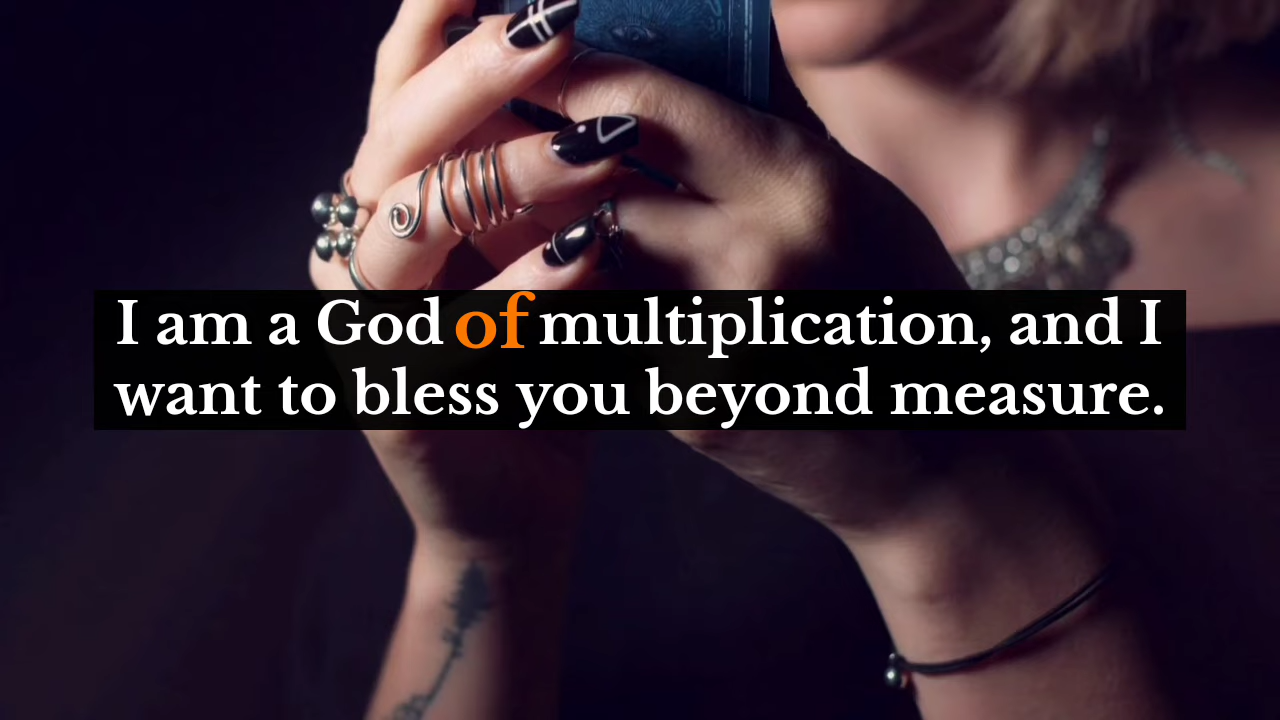 I am a God of multiplication, and I
want to bless you beyond measure.